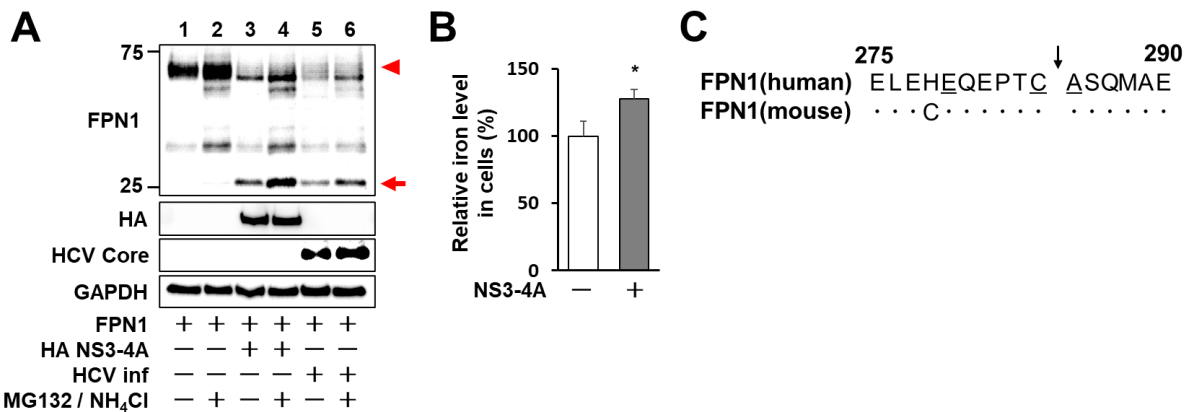 A
1 2 3 4 5 6
75
FPN1
25
HA
HCV Core
GAPDH
FPN1 + + + + + +
HA NS3-4A — — + + — —
HCV inf — — — — + +
MG132 / NH₄Cl — + — + — +
B
Relative iron level
in cells (%)
150
100
50
0
*
NS3-4A — +
C
275 290
FPN1(human) ELEHEQEPTC ASQMAE
FPN1(mouse) · · · C · · · · · · · · · · · ·